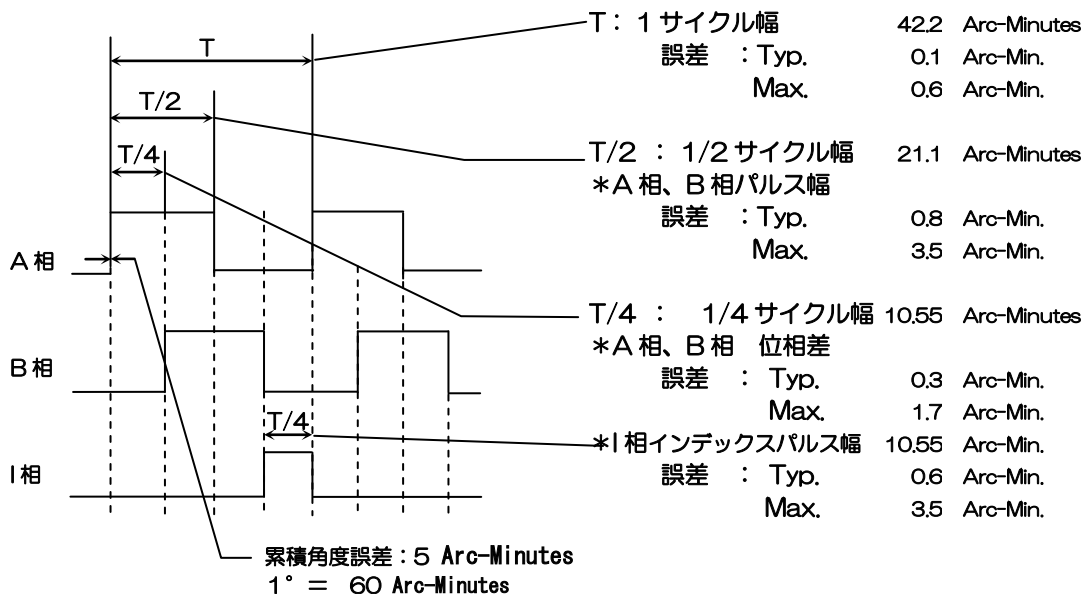 T：1サイクル幅 42.2 Arc-Minutes
誤差 ：Typ. 0.1 Arc-Min.
Max. 0.6 Arc-Min.
T/2 ： 1/2サイクル幅 21.1 Arc-Minutes
＊A相、B相パルス幅
誤差 ：Typ. 0.8 Arc-Min.
Max. 3.5 Arc-Min.
T/4： 1/4サイクル幅 10.55 Arc-Minutes
＊A相、B相 位相差
誤差 ： Typ. 0.3 Arc-Min.
Max. 1.7 Arc-Min.
＊I相インデックスパルス幅 10.55 Arc-Min.
誤差 ： Typ. 0.6 Arc-Min.
Max. 3.5 Arc-Min.
T
T/2
T/4
A相
B相
T/4
I相
累積角度誤差：5 Arc-Minutes
1°＝ 60 Arc-Minutes